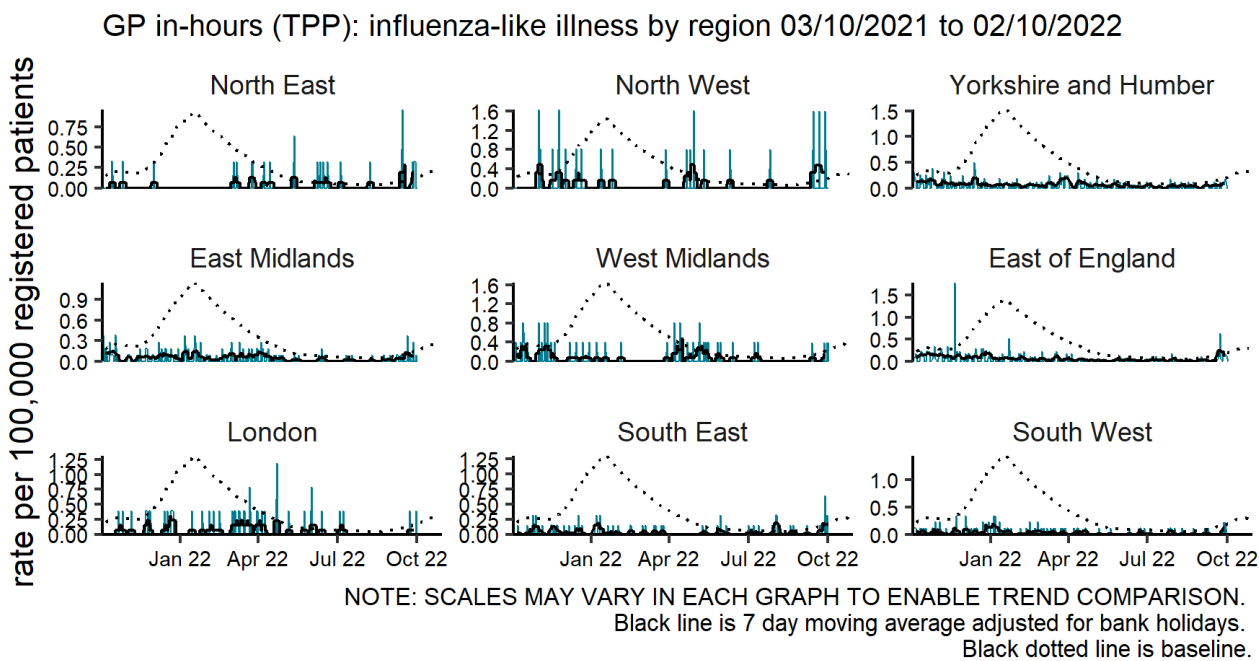 GP in-hours (TPP): influenza-like illness by region 03/10/2021 to 02/10/2022
rate per 100,000 registered patients
North East
0.75
0.50
0.25
0.00
North West
1.6
1.2
0.8
0.4
0.0
Yorkshire and Humber
1.5
1.0
0.5
0.0
East Midlands
0.9
0.6
0.3
0.0
West Midlands
1.6
1.2
0.8
0.4
0.0
East of England
1.5
1.0
0.5
0.0
London
1.25
1.00
0.75
0.50
0.25
0.00
South East
1.25
1.00
0.75
0.50
0.25
0.00
South West
1.0
0.5
0.0
Jan 22 Apr 22 Jul 22 Oct 22
Jan 22 Apr 22 Jul 22 Oct 22
Jan 22 Apr 22 Jul 22 Oct 22
NOTE: SCALES MAY VARY IN EACH GRAPH TO ENABLE TREND COMPARISON.
Black line is 7 day moving average adjusted for bank holidays.
Black dotted line is baseline.